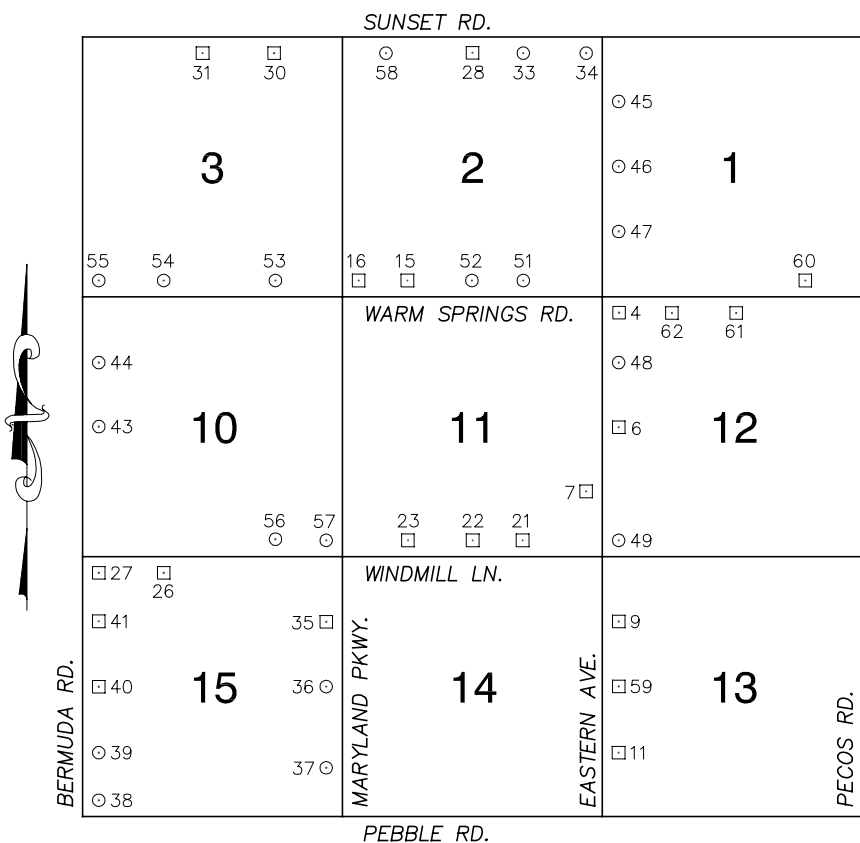 SUNSET RD.
31 30 58 28 33 34
45
3 2 1
46
47
55 54 53 16 15 52 51 60
WARM SPRINGS RD.
4 62 61
44 48
43 10 11 12 6
7
56 57 23 22 21 49
WINDMILL LN.
27 26
41 35 9
40 15 36 14 59 13
39 37 11
38
BERMUDA RD.
MARYLAND PKWY.
EASTERN AVE.
PECOS RD.
PEBBLE RD.